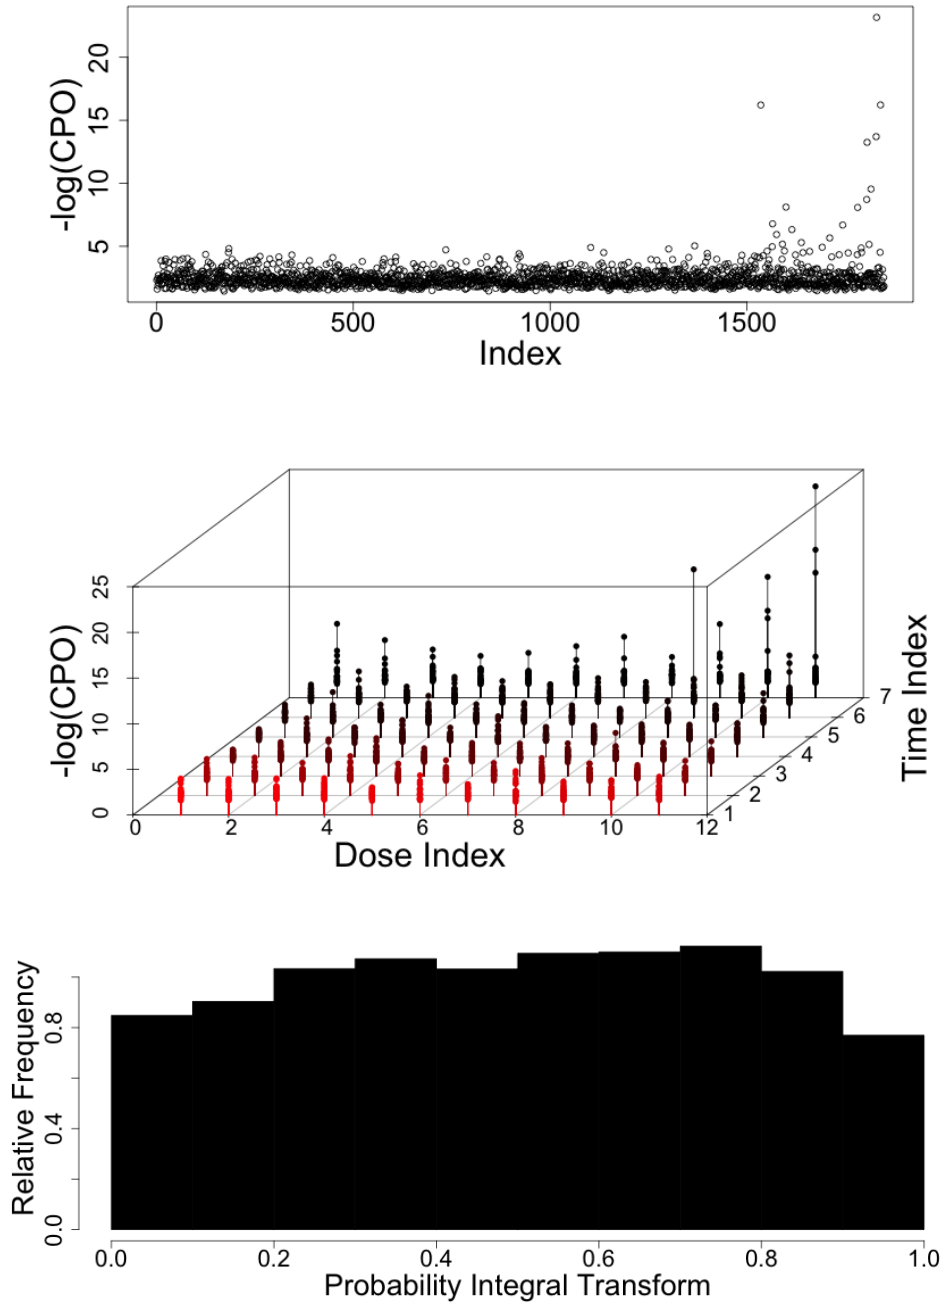 -log(CPO)
20
15
10
5
0 500 1000 1500
Index
-log(CPO)
25
20
15
10
5
0
0 2 4 6 8 10 12
Dose Index
1 2 3 4 5 6 7
Time Index
Relative Frequency
0.8
0.4
0.0
0.0 0.2 0.4 0.6 0.8 1.0
Probability Integral Transform